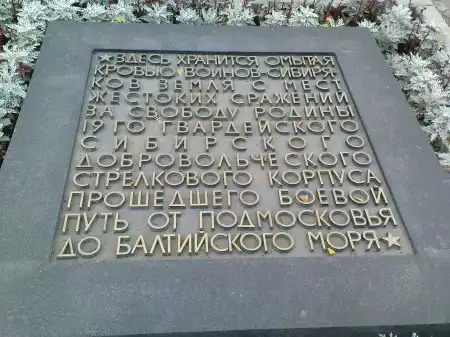 ★ ЗДЕСЬ ХРАНИТСЯ ОМЫТАЯ
КРОВЬЮ ВОИНОВ-СИБИРЯ-
КОВ ЗЕМЛЯ С МЕСТ
ЖЕСТОКИХ СРАЖЕНИЙ
ЗА СВОБОДУ РОДИНЫ
19 ГО ГВАРДЕЙСКОГО
СИБИРСКОГО
ДОБРОВОЛЬЧЕСКОГО
СТРЕЛКОВОГО КОРПУСА
ПРОШЕДШЕГО БОЕВОЙ
ПУТЬ ОТ ПОДМОСКОВЬЯ
ДО БАЛТИЙСКОГО МОРЯ ★